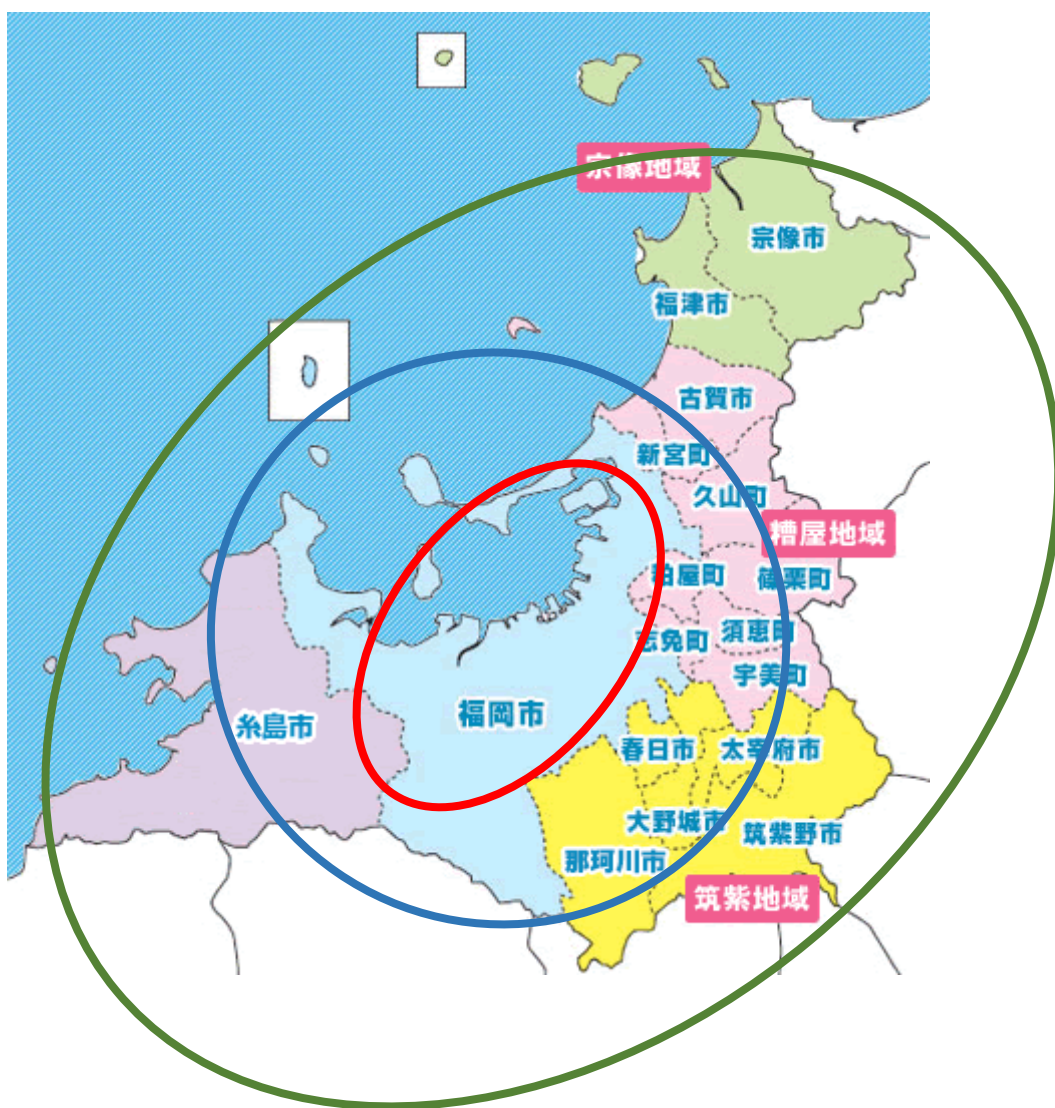 宗像地域
宗像市
福津市
古賀市
新宮町
久山町
糟屋地域
粕屋町
篠栗町
志免町
須恵町
宇美町
福岡市
糸島市
春日市
太宰府市
大野城市
筑紫野市
那珂川市
筑紫地域